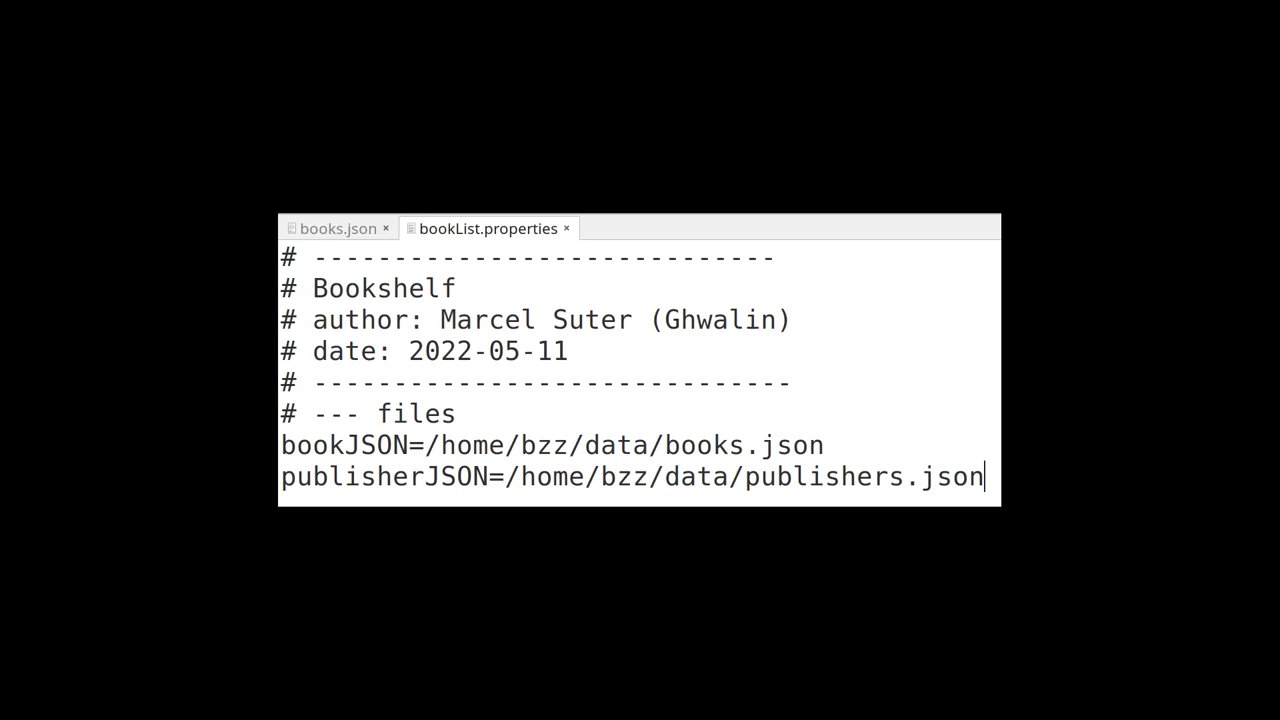 books.json × bookList.properties ×
# -----------------------------
# Bookshelf
# author: Marcel Suter (Ghwalin)
# date: 2022-05-11
# ------------------------------
# --- files
bookJSON=/home/bzz/data/books.json
publisherJSON=/home/bzz/data/publishers.json